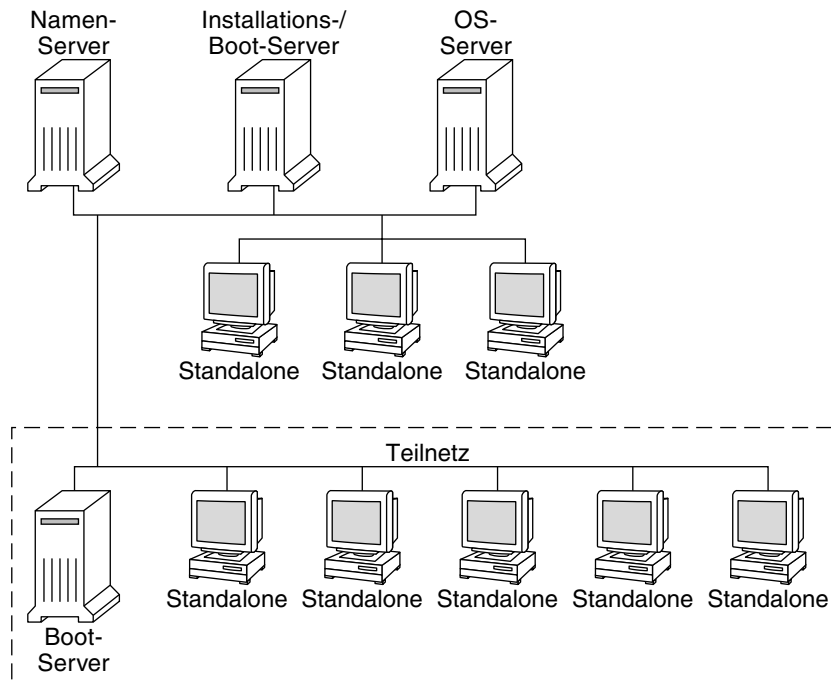 Namen-
Server
Installations-/
Boot-Server
OS-
Server
Standalone
Standalone
Standalone
Teilnetz
Boot-
Server
Standalone
Standalone
Standalone
Standalone
Standalone